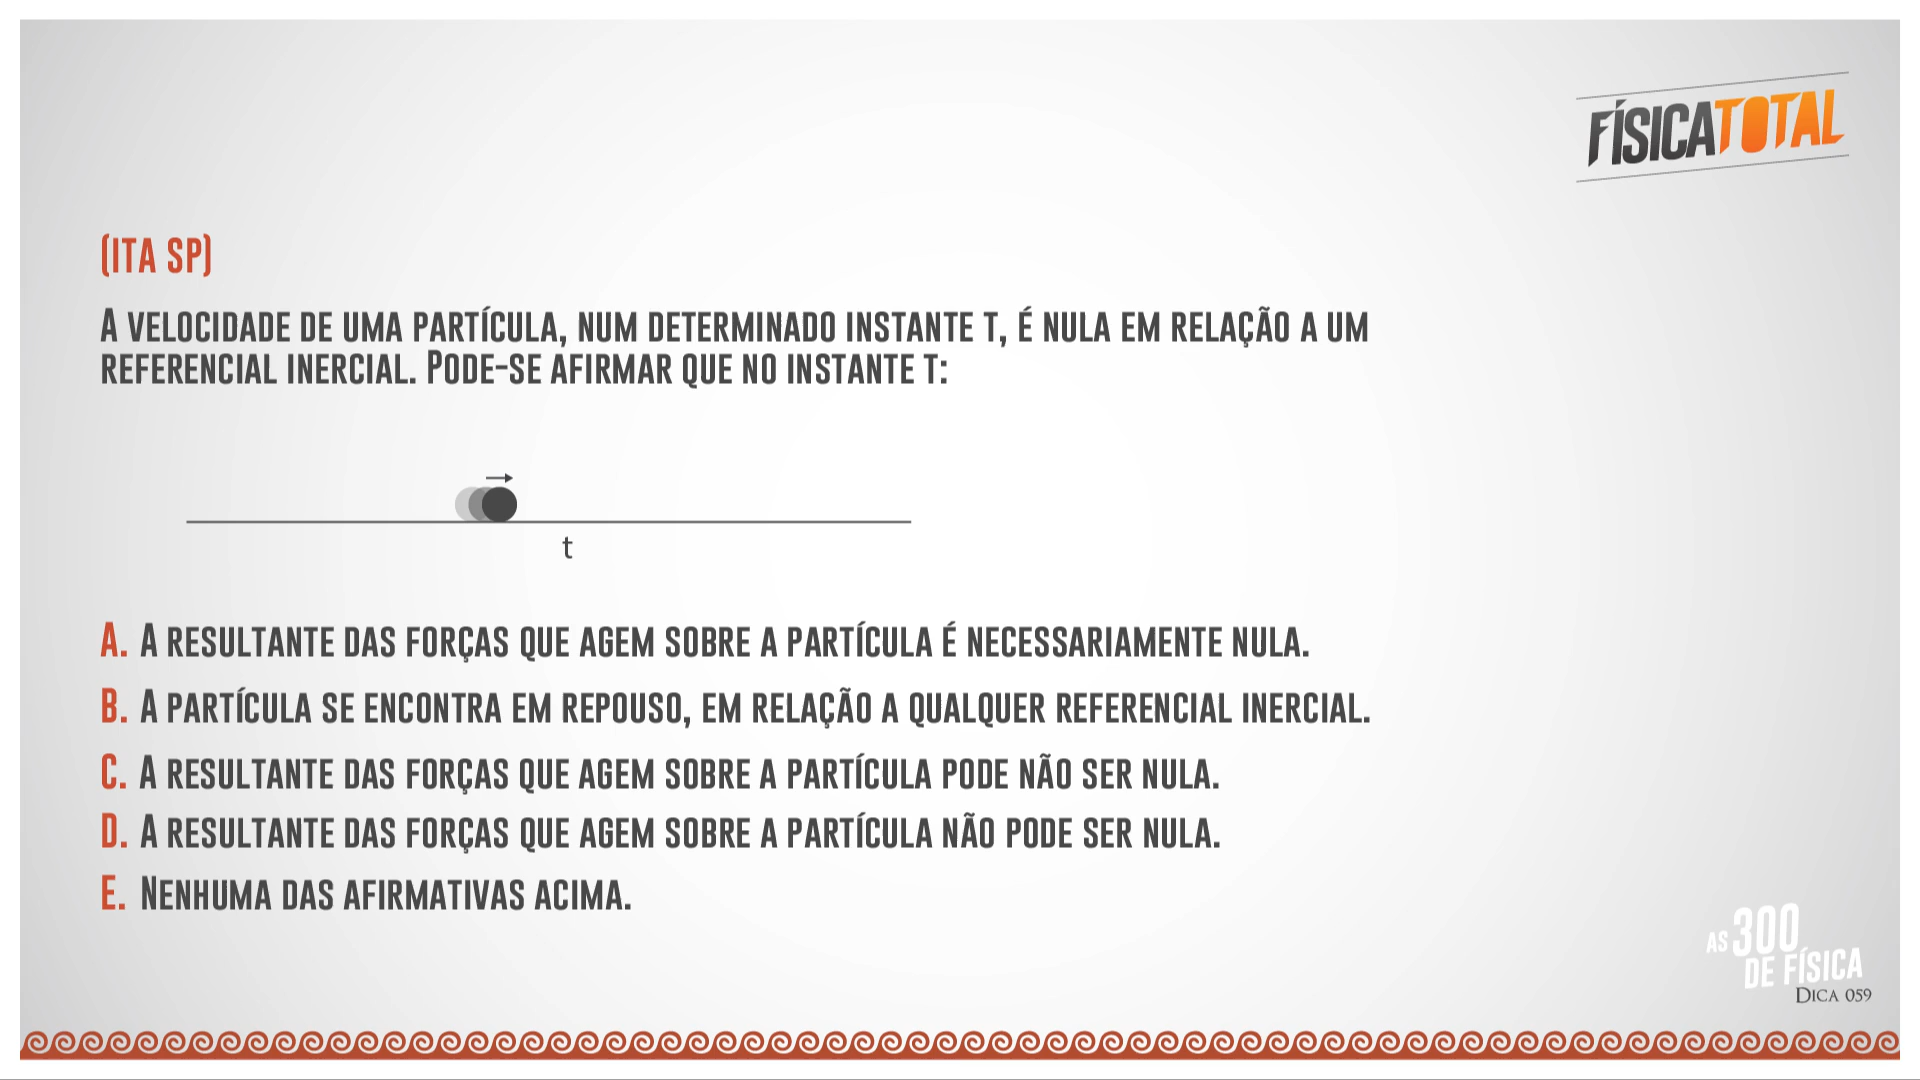 FÍSICATOTAL
(ITA SP)
A VELOCIDADE DE UMA PARTÍCULA, NUM DETERMINADO INSTANTE T, É NULA EM RELAÇÃO A UM
REFERENCIAL INERCIAL. PODE-SE AFIRMAR QUE NO INSTANTE T:
t
A. A RESULTANTE DAS FORÇAS QUE AGEM SOBRE A PARTÍCULA É NECESSARIAMENTE NULA.
B. A PARTÍCULA SE ENCONTRA EM REPOUSO, EM RELAÇÃO A QUALQUER REFERENCIAL INERCIAL.
C. A RESULTANTE DAS FORÇAS QUE AGEM SOBRE A PARTÍCULA PODE NÃO SER NULA.
D. A RESULTANTE DAS FORÇAS QUE AGEM SOBRE A PARTÍCULA NÃO PODE SER NULA.
E. NENHUMA DAS AFIRMATIVAS ACIMA.
AS 300
DE FÍSICA
DICA 059